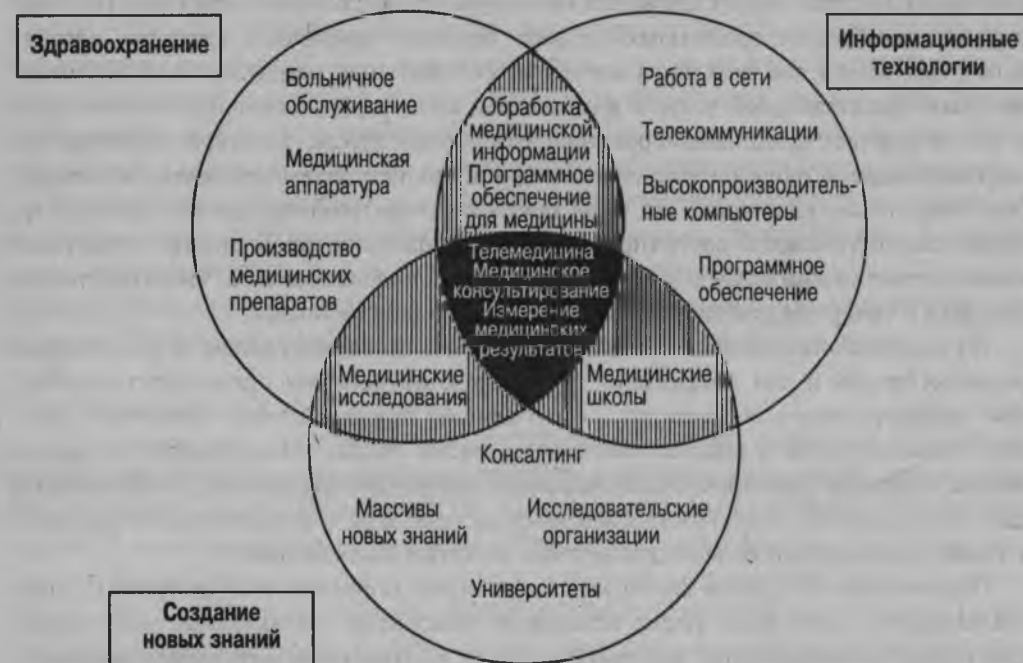 Здравоохранение
Информационные
технологии
Больничное
обслуживание
Медицинская
аппаратура
Производство
медицинских
препаратов
Обработка
медицинской
информации
Программное
обеспечение
для медицины
Работа в сети
Телекоммуникации
Высокопроизводитель-
ные компьютеры
Программное
обеспечение
Телемедицина
Медицинское
консультирование
Измерение
медицинских
результатов
Медицинские
исследования
Медицинские
школы
Консалтинг
Массивы
новых знаний
Исследовательские
организации
Университеты
Создание
новых знаний